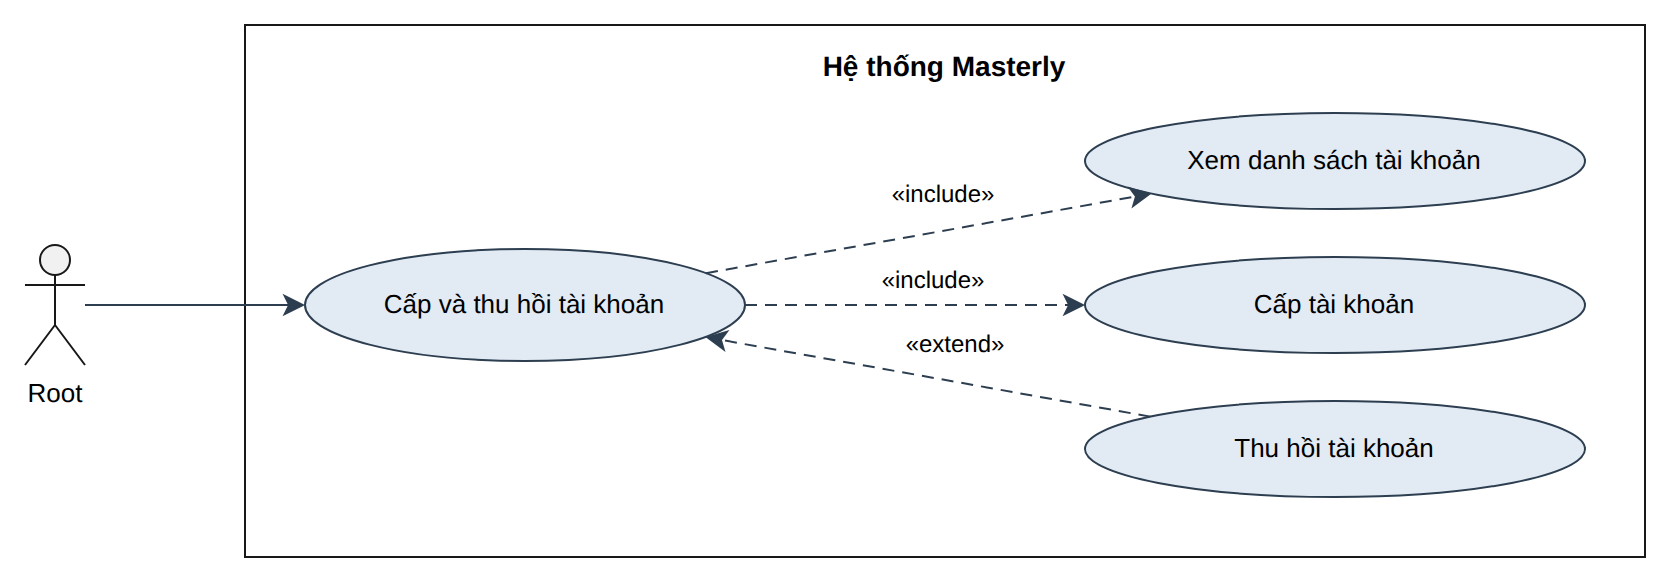 Hệ thống Masterly
Xem danh sách tài khoản
«include»
«include»
Cấp và thu hồi tài khoản
Cấp tài khoản
«extend»
Root
Thu hồi tài khoản